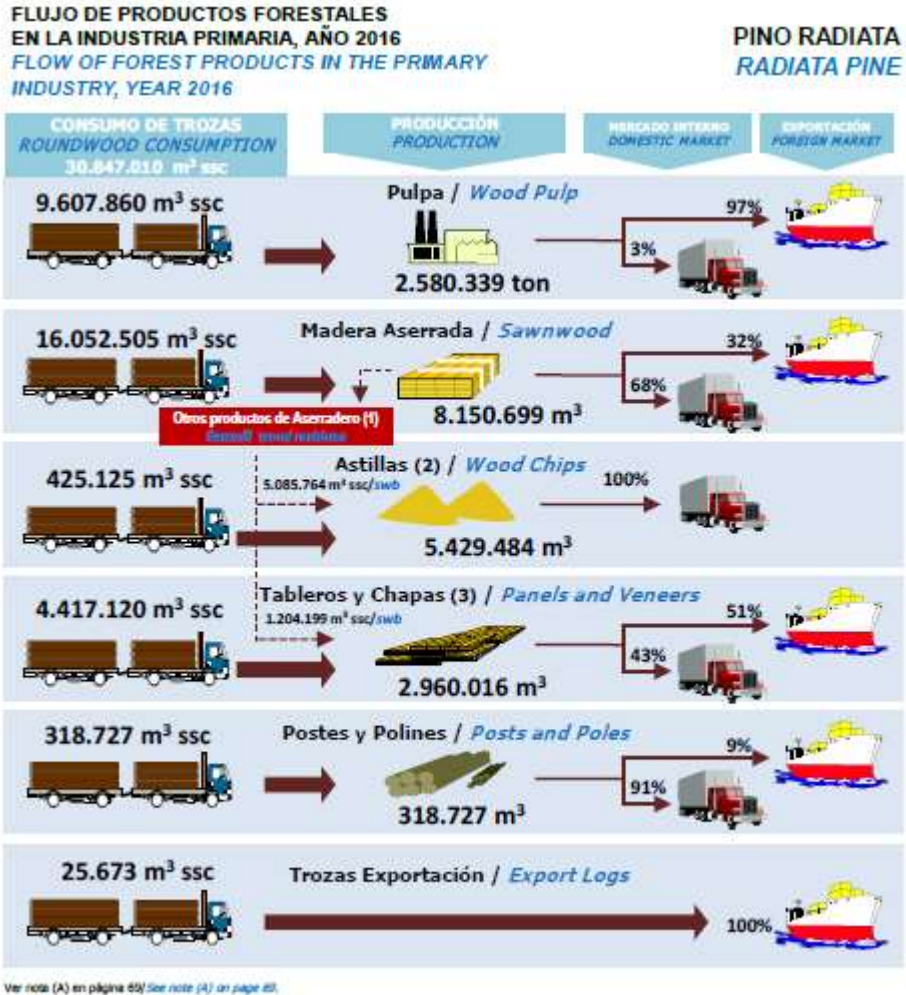 FLUJO DE PRODUCTOS FORESTALES
EN LA INDUSTRIA PRIMARIA, AÑO 2016
FLOW OF FOREST PRODUCTS IN THE PRIMARY
INDUSTRY, YEAR 2016
PINO RADIATA
RADIATA PINE
CONSUMO DE TROZAS
ROUNDWOOD CONSUMPTION
30.847.010 m³ ssc
PRODUCCIÓN
PRODUCTION
MERCADO INTERNO
DOMESTIC MARKET
EXPORTACIÓN
FOREIGN MARKET
9.607.860 m³ ssc
Pulpa / Wood Pulp
2.580.339 ton
97%
3%
16.052.505 m³ ssc
Madera Aserrada / Sawnwood
8.150.699 m³
32%
68%
Otros productos de Aserradero (1)
425.125 m³ ssc
Astillas (2) / Wood Chips
5.085.764 m³ ssc/swb
5.429.484 m³
100%
4.417.120 m³ ssc
Tableros y Chapas (3) / Panels and Veneers
1.204.199 m³ ssc/swb
2.960.016 m³
51%
43%
318.727 m³ ssc
Postes y Polines / Posts and Poles
318.727 m³
9%
91%
25.673 m³ ssc
Trozas Exportación / Export Logs
100%
Ver nota (A) en página 69/See note (A) on page 69.